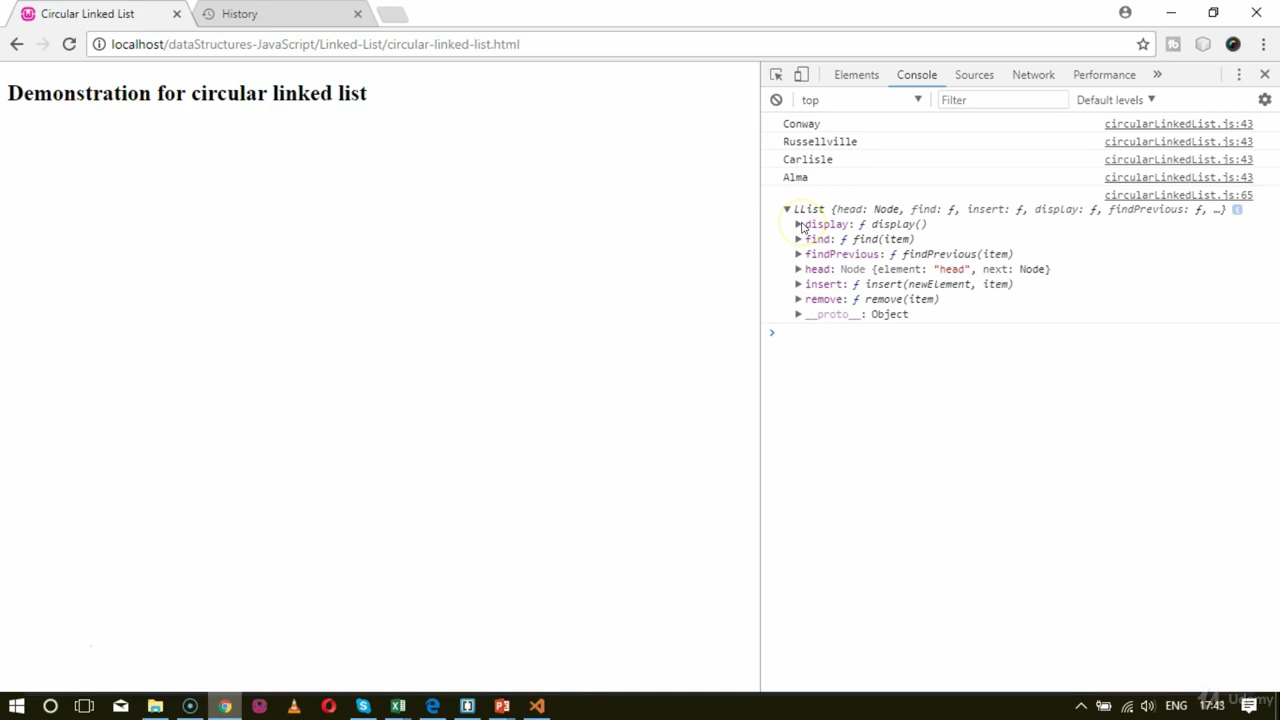 Circular Linked List
History
localhost/dataStructures-JavaScript/Linked-List/circular-linked-list.html
Demonstration for circular linked list
Elements Console Sources Network Performance »
top Filter Default levels
Conway circularLinkedList.js:43
Russellville circularLinkedList.js:43
Carlisle circularLinkedList.js:43
Alma circularLinkedList.js:43
circularLinkedList.js:65
LList {head: Node, find: ƒ, insert: ƒ, display: ƒ, findPrevious: ƒ, …}
display: ƒ display()
find: ƒ find(item)
findPrevious: ƒ findPrevious(item)
head: Node {element: "head", next: Node}
insert: ƒ insert(newElement, item)
remove: ƒ remove(item)
__proto__: Object
ENG 17:43
Udemy